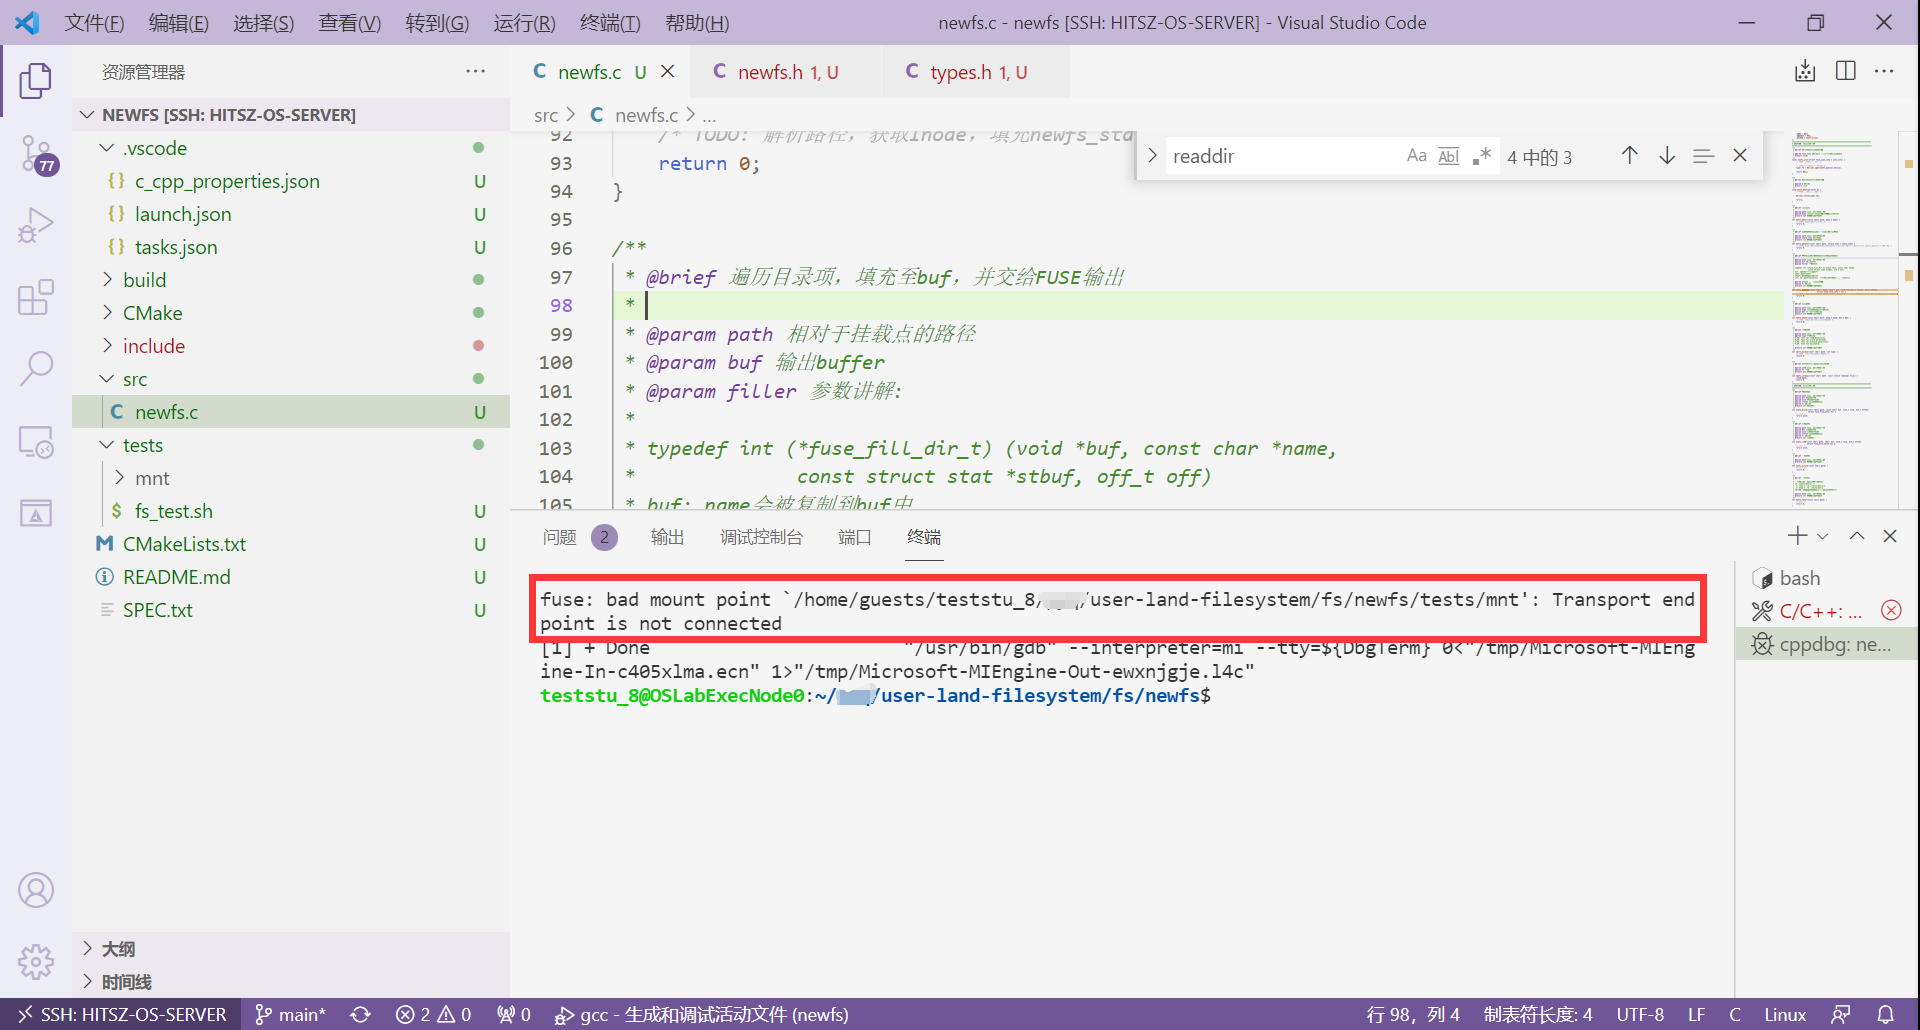 文件(F) 编辑(E) 选择(S) 查看(V) 转到(G) 运行(R) 终端(T) 帮助(H)
newfs.c - newfs [SSH: HITSZ-OS-SERVER] - Visual Studio Code
资源管理器
NEWFS [SSH: HITSZ-OS-SERVER]
.vscode
{} c_cpp_properties.json U
{} launch.json U
{} tasks.json U
build
CMake
include
src
C newfs.c U
tests
mnt
$ fs_test.sh U
M CMakeLists.txt U
README.md U
SPEC.txt U
大纲
时间线
77
C newfs.c U
C newfs.h 1, U
C types.h 1, U
src > C newfs.c > ...
readdir
Aa Abl .* 4 中的 3
92 /* TODO: 解析路径，获取Inode，填充newfs_sta
93 return 0;
94 }
95
96 /**
97 * @brief 遍历目录项，填充至buf，并交给FUSE输出
98 *
99 * @param path 相对于挂载点的路径
100 * @param buf 输出buffer
101 * @param filler 参数讲解:
102 *
103 * typedef int (*fuse_fill_dir_t) (void *buf, const char *name,
104 * const struct stat *stbuf, off_t off)
105 * buf: name会被复制到buf中
问题 2 输出 调试控制台 端口 终端
fuse: bad mount point `/home/guests/teststu_8/ /user-land-filesystem/fs/newfs/tests/mnt': Transport end
point is not connected
[1] + Done "/usr/bin/gdb" --interpreter=mi --tty=${DbgTerm} 0<"/tmp/Microsoft-MIEng
ine-In-c405xlma.ecn" 1>"/tmp/Microsoft-MIEngine-Out-ewxnjgje.l4c"
teststu_8@OSLabExecNode0:~/ /user-land-filesystem/fs/newfs$
bash
C/C++: ...
cppdbg: ne...
SSH: HITSZ-OS-SERVER main* 2 0 0 gcc - 生成和调试活动文件 (newfs)
行 98，列 4 制表符长度: 4 UTF-8 LF C Linux